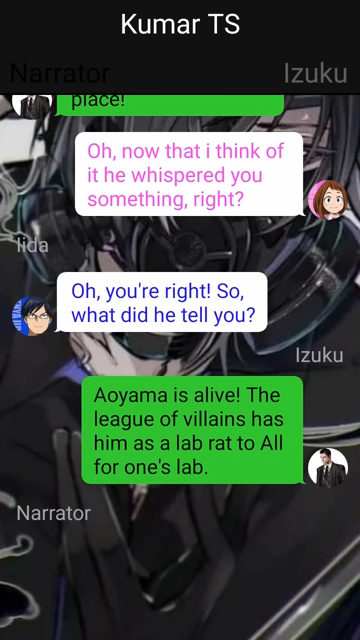 Kumar TS
Narrator
Izuku
place!
Oh, now that i think of
it he whispered you
something, right?
Iida
Oh, you're right! So,
what did he tell you?
Izuku
Aoyama is alive! The
league of villains has
him as a lab rat to All
for one's lab.
Narrator